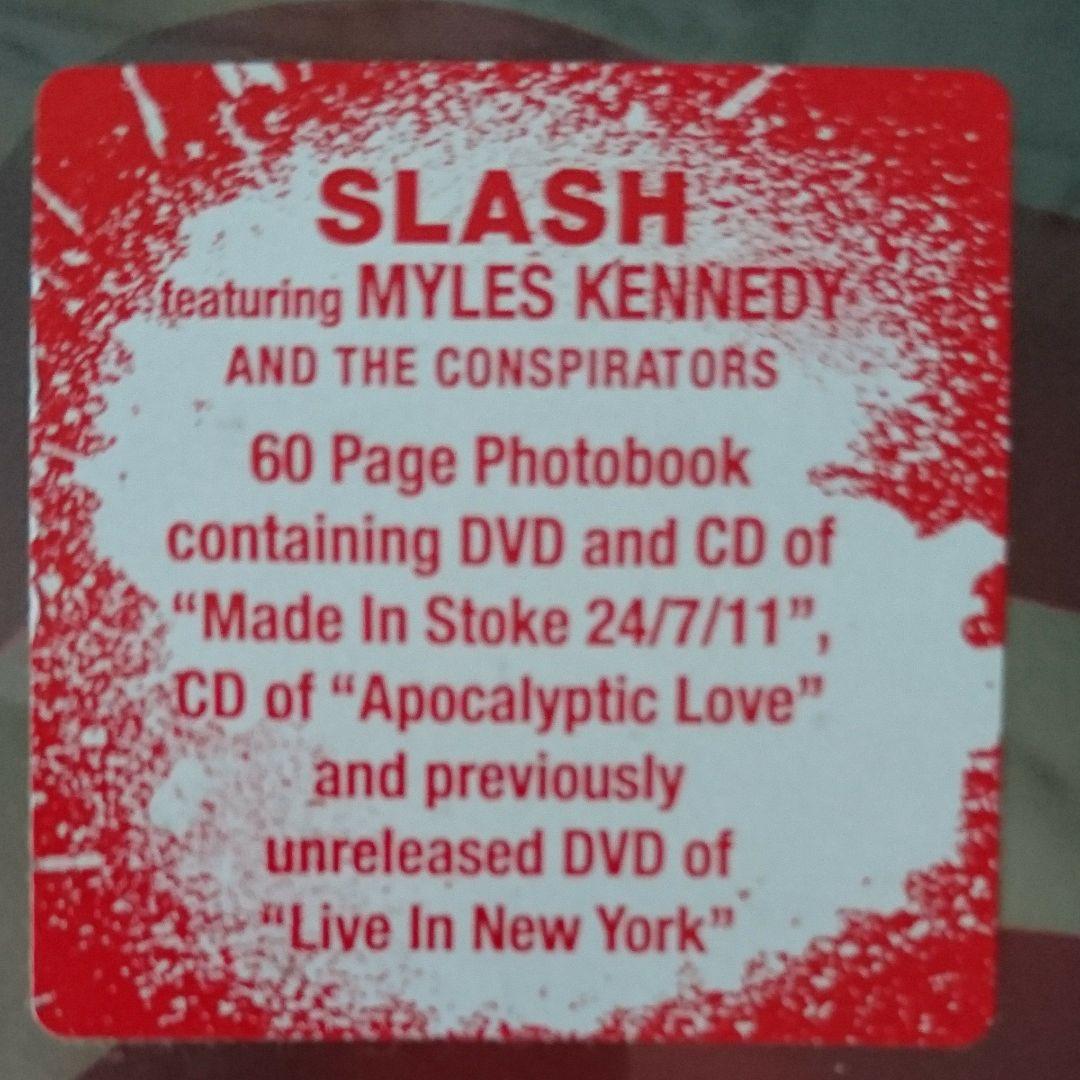 SLASH
featuring MYLES KENNEDY
AND THE CONSPIRATORS
60 Page Photobook
containing DVD and CD of
“Made In Stoke 24/7/11”,
CD of “Apocalyptic Love”
and previously
unreleased DVD of
“Live In New York”